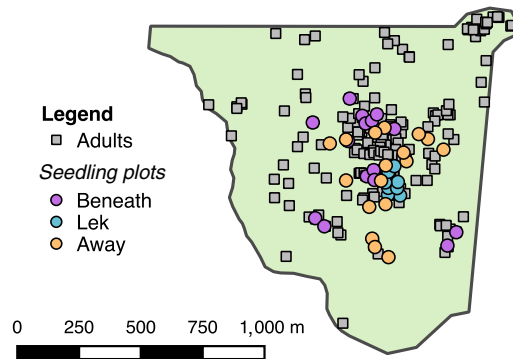 Legend
Adults
Seedling plots
Beneath
Lek
Away
0 250 500 750 1,000 m